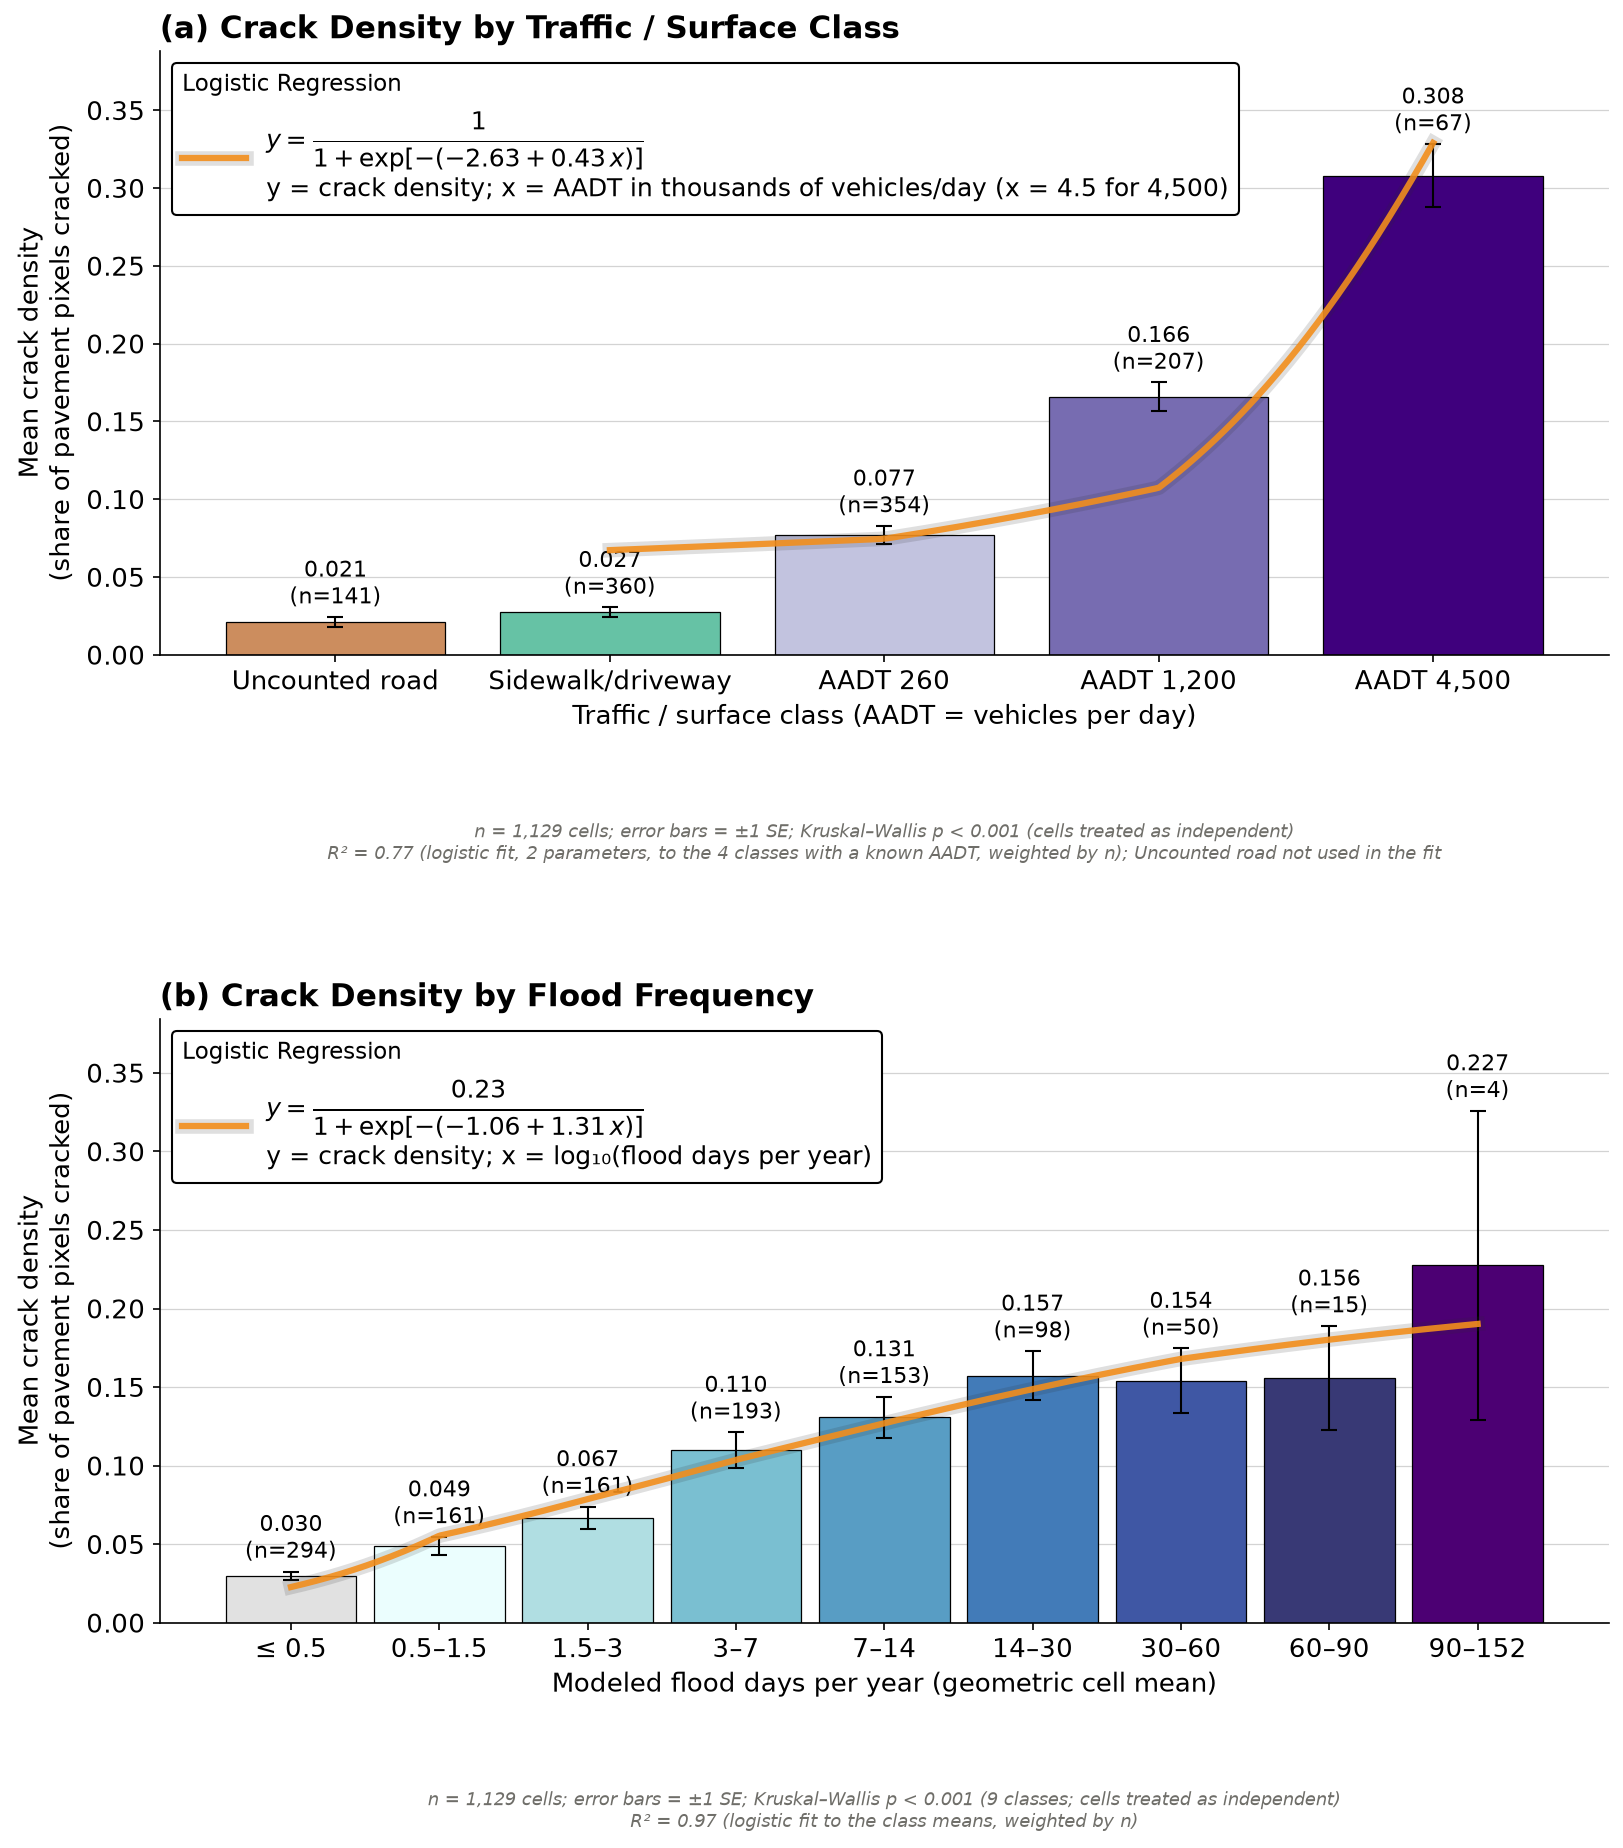 (a) Crack Density by Traffic / Surface Class
Logistic Regression
y = 1 / (1 + exp[−(−2.63 + 0.43 x)])
y = crack density; x = AADT in thousands of vehicles/day (x = 4.5 for 4,500)
Mean crack density
(share of pavement pixels cracked)
0.35
0.30
0.25
0.20
0.15
0.10
0.05
0.00
0.021
(n=141)
0.027
(n=360)
0.077
(n=354)
0.166
(n=207)
0.308
(n=67)
Uncounted road
Sidewalk/driveway
AADT 260
AADT 1,200
AADT 4,500
Traffic / surface class (AADT = vehicles per day)
n = 1,129 cells; error bars = ±1 SE; Kruskal–Wallis p < 0.001 (cells treated as independent)
R² = 0.77 (logistic fit, 2 parameters, to the 4 classes with a known AADT, weighted by n); Uncounted road not used in the fit
(b) Crack Density by Flood Frequency
Logistic Regression
y = 0.23 / (1 + exp[−(−1.06 + 1.31 x)])
y = crack density; x = log₁₀(flood days per year)
Mean crack density
(share of pavement pixels cracked)
0.35
0.30
0.25
0.20
0.15
0.10
0.05
0.00
0.030
(n=294)
0.049
(n=161)
0.067
(n=161)
0.110
(n=193)
0.131
(n=153)
0.157
(n=98)
0.154
(n=50)
0.156
(n=15)
0.227
(n=4)
≤ 0.5
0.5–1.5
1.5–3
3–7
7–14
14–30
30–60
60–90
90–152
Modeled flood days per year (geometric cell mean)
n = 1,129 cells; error bars = ±1 SE; Kruskal–Wallis p < 0.001 (9 classes; cells treated as independent)
R² = 0.97 (logistic fit to the class means, weighted by n)